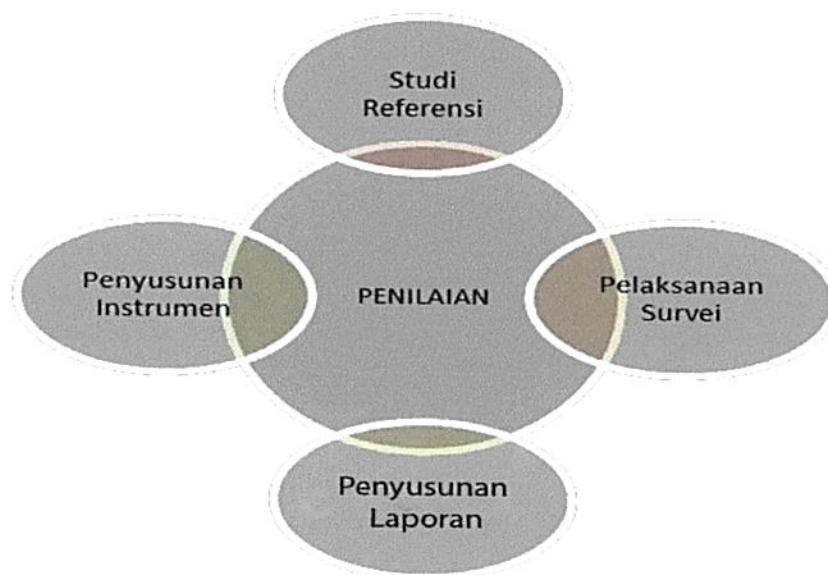 Studi
Referensi
Penyusunan
Instrumen
PENILAIAN
Pelaksanaan
Survei
Penyusunan
Laporan